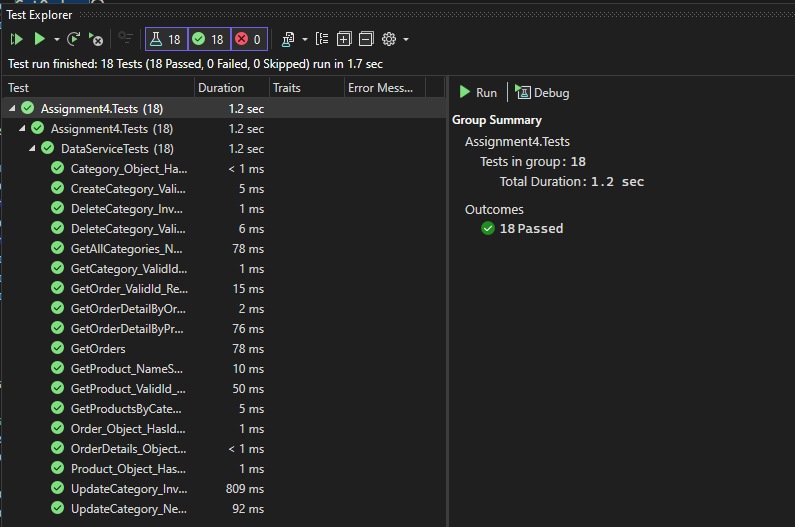 Test Explorer
18 18 0
Test run finished: 18 Tests (18 Passed, 0 Failed, 0 Skipped) run in 1.7 sec
Test Duration Traits Error Mess...
Assignment4.Tests (18) 1.2 sec
Assignment4.Tests (18) 1.2 sec
DataServiceTests (18) 1.2 sec
Category_Object_Ha... < 1 ms
CreateCategory_Vali... 5 ms
DeleteCategory_Inv... 1 ms
DeleteCategory_Vali... 6 ms
GetAllCategories_N... 78 ms
GetCategory_ValidId... 1 ms
GetOrder_ValidId_Re... 15 ms
GetOrderDetailByOr... 2 ms
GetOrderDetailByPr... 76 ms
GetOrders 78 ms
GetProduct_NameS... 10 ms
GetProduct_ValidId_... 50 ms
GetProductsByCate... 5 ms
Order_Object_HasId... 1 ms
OrderDetails_Object... < 1 ms
Product_Object_Has... 1 ms
UpdateCategory_Inv... 809 ms
UpdateCategory_Ne... 92 ms
Run Debug
Group Summary
Assignment4.Tests
Tests in group: 18
Total Duration: 1.2 sec
Outcomes
18 Passed